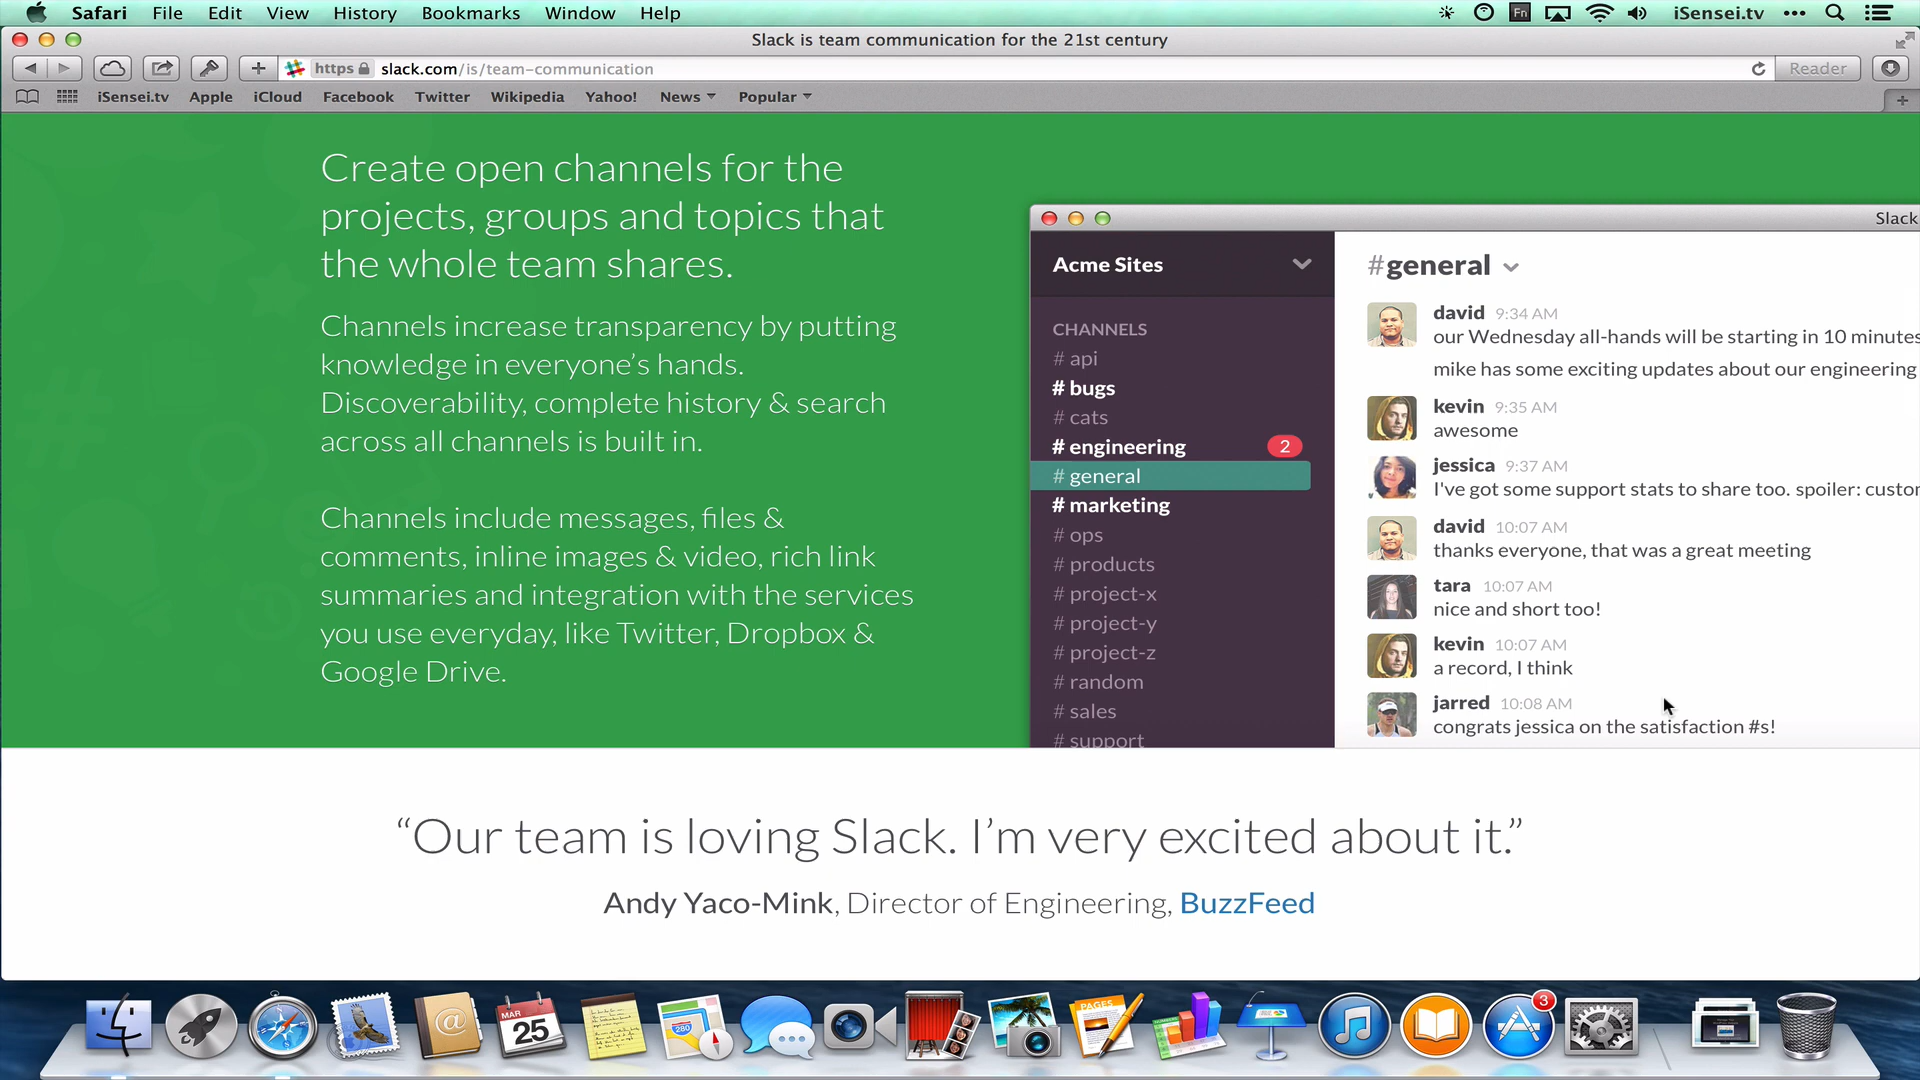 Safari File Edit View History Bookmarks Window Help
Fn iSensei.tv
Slack is team communication for the 21st century
https slack.com/is/team-communication Reader
iSensei.tv Apple iCloud Facebook Twitter Wikipedia Yahoo! News Popular
Create open channels for the
projects, groups and topics that
the whole team shares.
Channels increase transparency by putting
knowledge in everyone's hands.
Discoverability, complete history & search
across all channels is built in.
Channels include messages, files &
comments, inline images & video, rich link
summaries and integration with the services
you use everyday, like Twitter, Dropbox &
Google Drive.
Slack
Acme Sites
CHANNELS
# api
# bugs
# cats
# engineering 2
# general
# marketing
# ops
# products
# project-x
# project-y
# project-z
# random
# sales
# support
#general
david 9:34 AM
our Wednesday all-hands will be starting in 10 minutes
mike has some exciting updates about our engineering
kevin 9:35 AM
awesome
jessica 9:37 AM
I've got some support stats to share too. spoiler: custor
david 10:07 AM
thanks everyone, that was a great meeting
tara 10:07 AM
nice and short too!
kevin 10:07 AM
a record, I think
jarred 10:08 AM
congrats jessica on the satisfaction #s!
“Our team is loving Slack. I’m very excited about it.”
Andy Yaco-Mink, Director of Engineering, BuzzFeed
MAR
25
280
PAGES
3